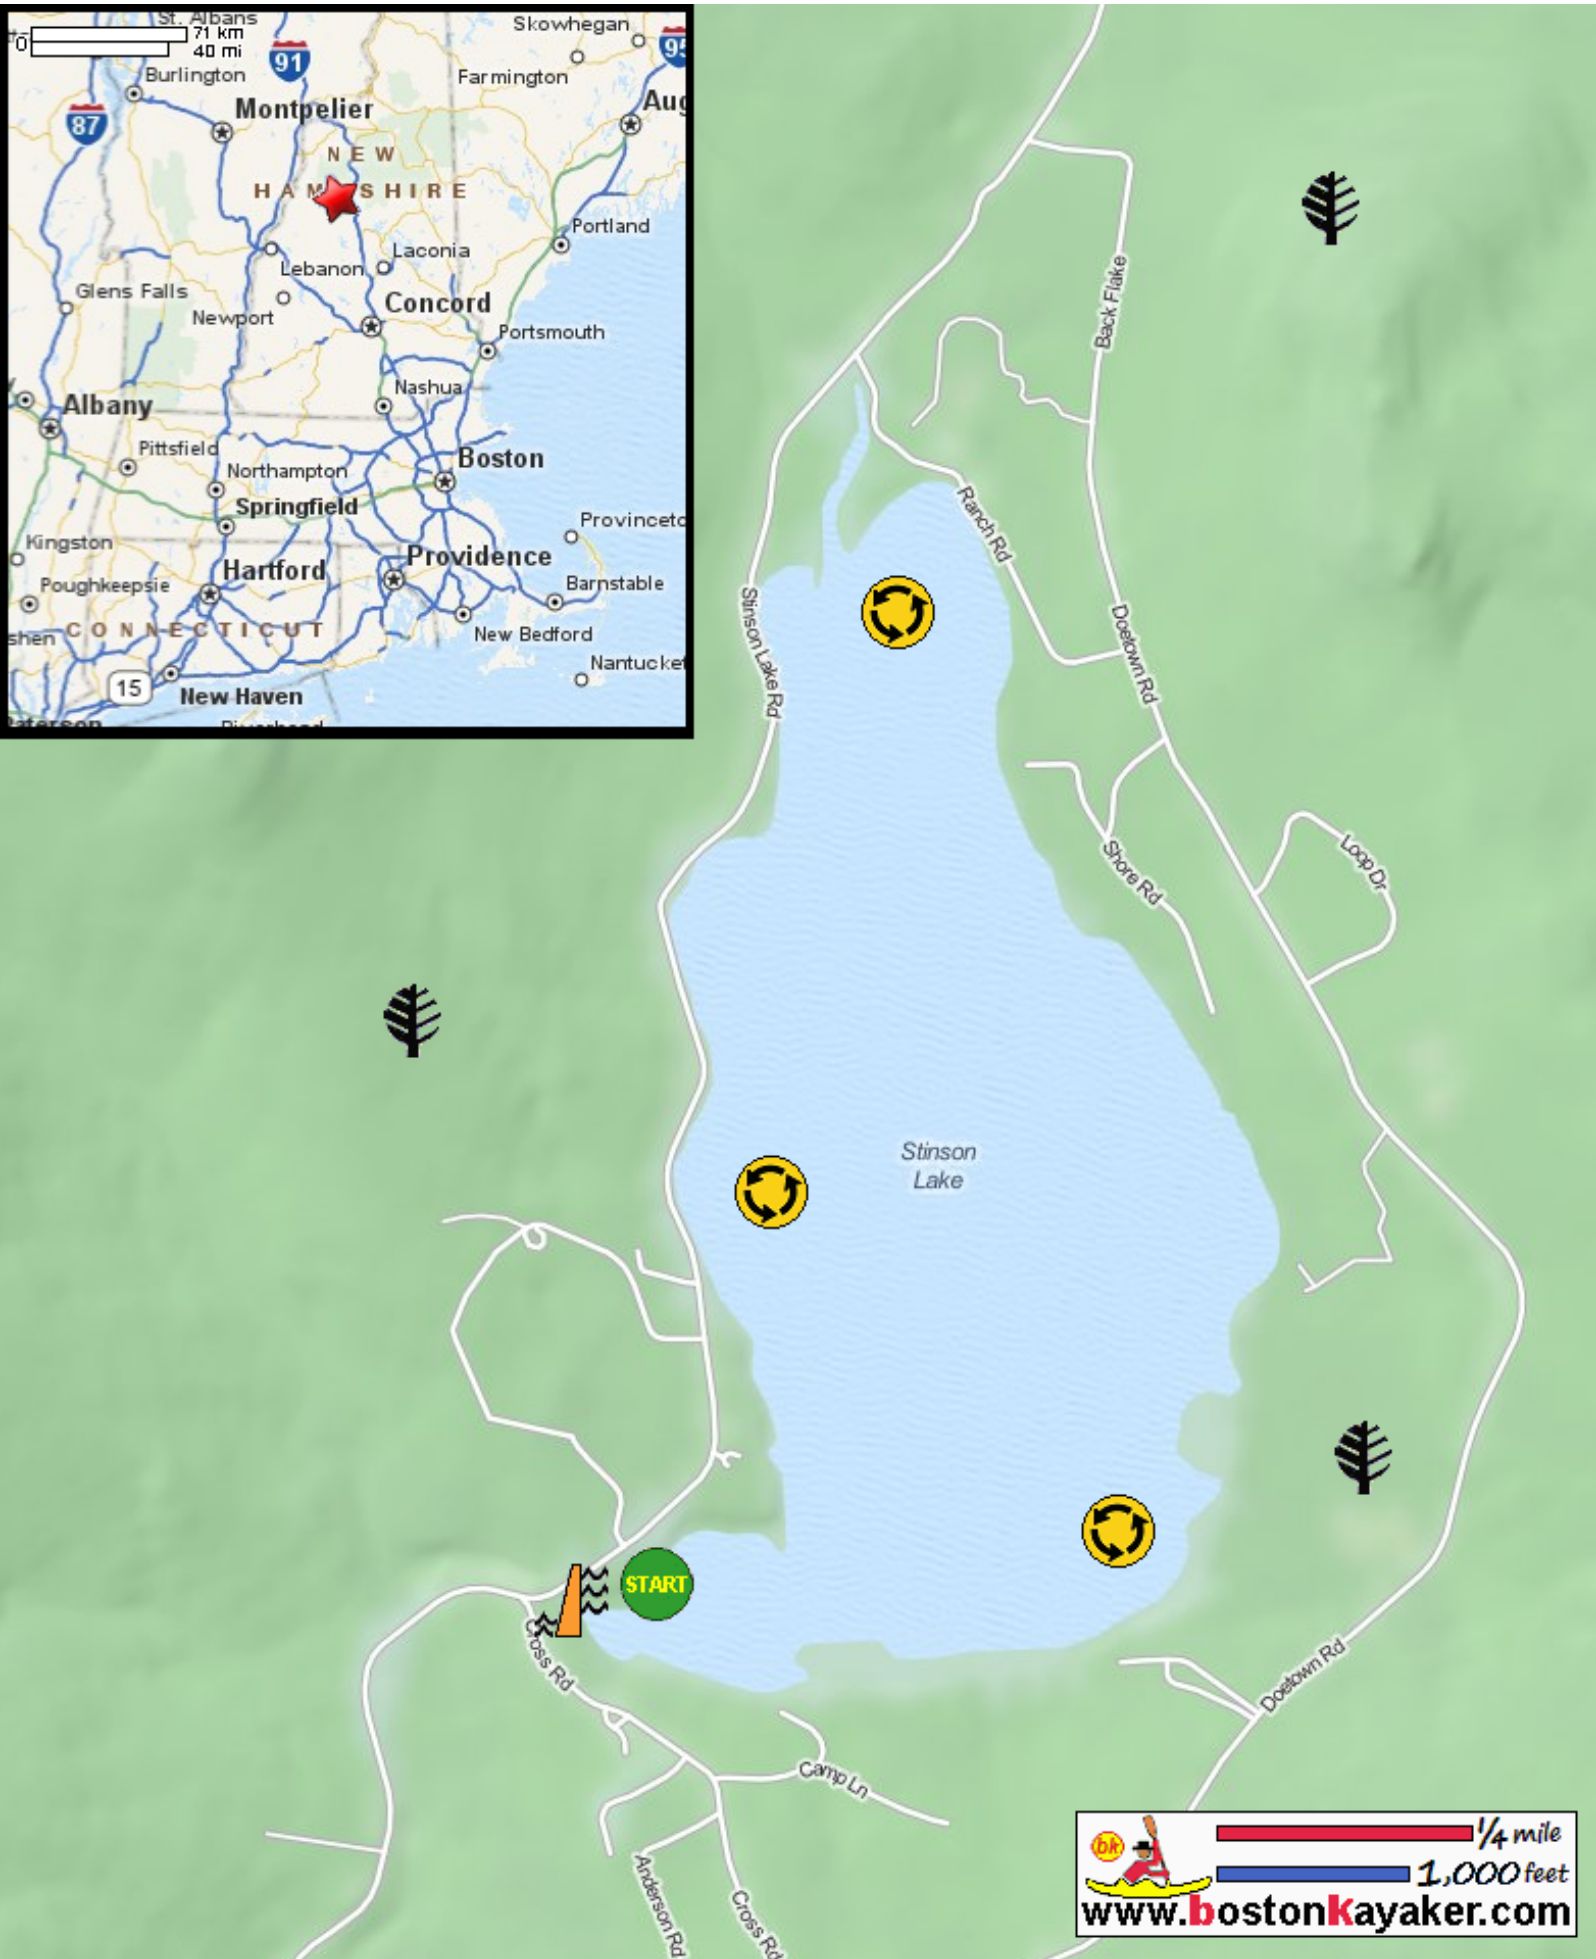 St. Albans
71 km
0
40 mi
Skowhegan
91
95
Burlington
Farmington
Montpelier
87
NEW
HAMPSHIRE
Portland
Laconia
Lebanon
Glens Falls
Newport
Concord
Portsmouth
Nashua
Albany
Pittsfield
Northampton
Boston
Springfield
Kingston
Providence
Hartford
Poughkeepsie
Barnstable
CONNECTICUT
New Bedford
15
New Haven
Back Flake
Ranch Rd
Stinson Lake Rd
Doetown Rd
Shore Rd
Loop Dr
Stinson
Lake
START
Cross Rd
Doetown Rd
Camp Ln
Anderson Rd
Cross Rd
bk
1/4 mile
1,000 feet
www.bostonKayaker.com